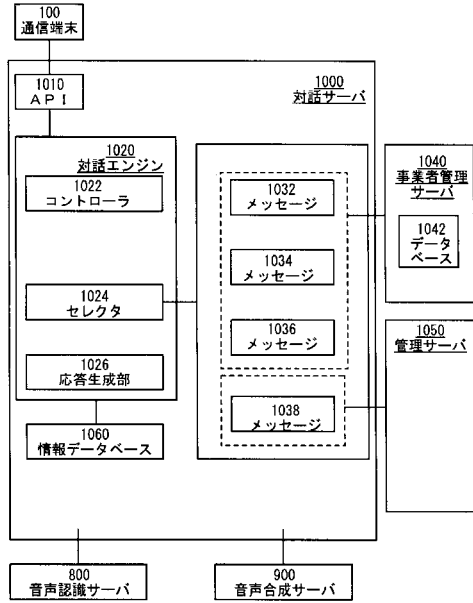 100
通信端末
1010
API
1000
対話サーバ
1020
対話エンジン
1022
コントローラ
1024
セレクタ
1026
応答生成部
1060
情報データベース
1032
メッセージ
1034
メッセージ
1036
メッセージ
1038
メッセージ
1040
事業者管理
サーバ
1042
データ
ベース
1050
管理サーバ
800
音声認識サーバ
900
音声合成サーバ